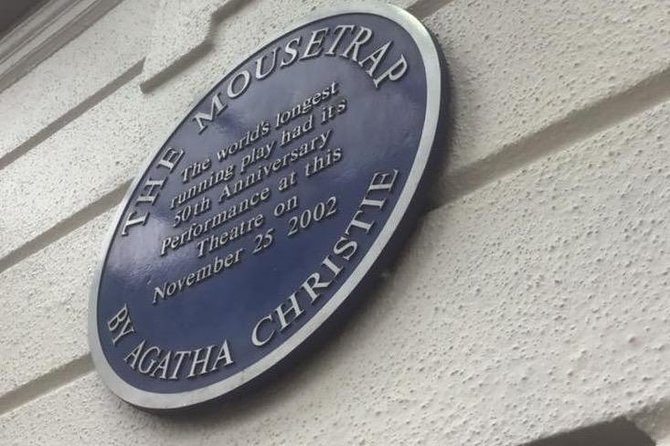 THE MOUSETRAP
The world's longest
running play had its
50th Anniversary
Performance at this
Theatre on
November 25 2002
BY AGATHA CHRISTIE